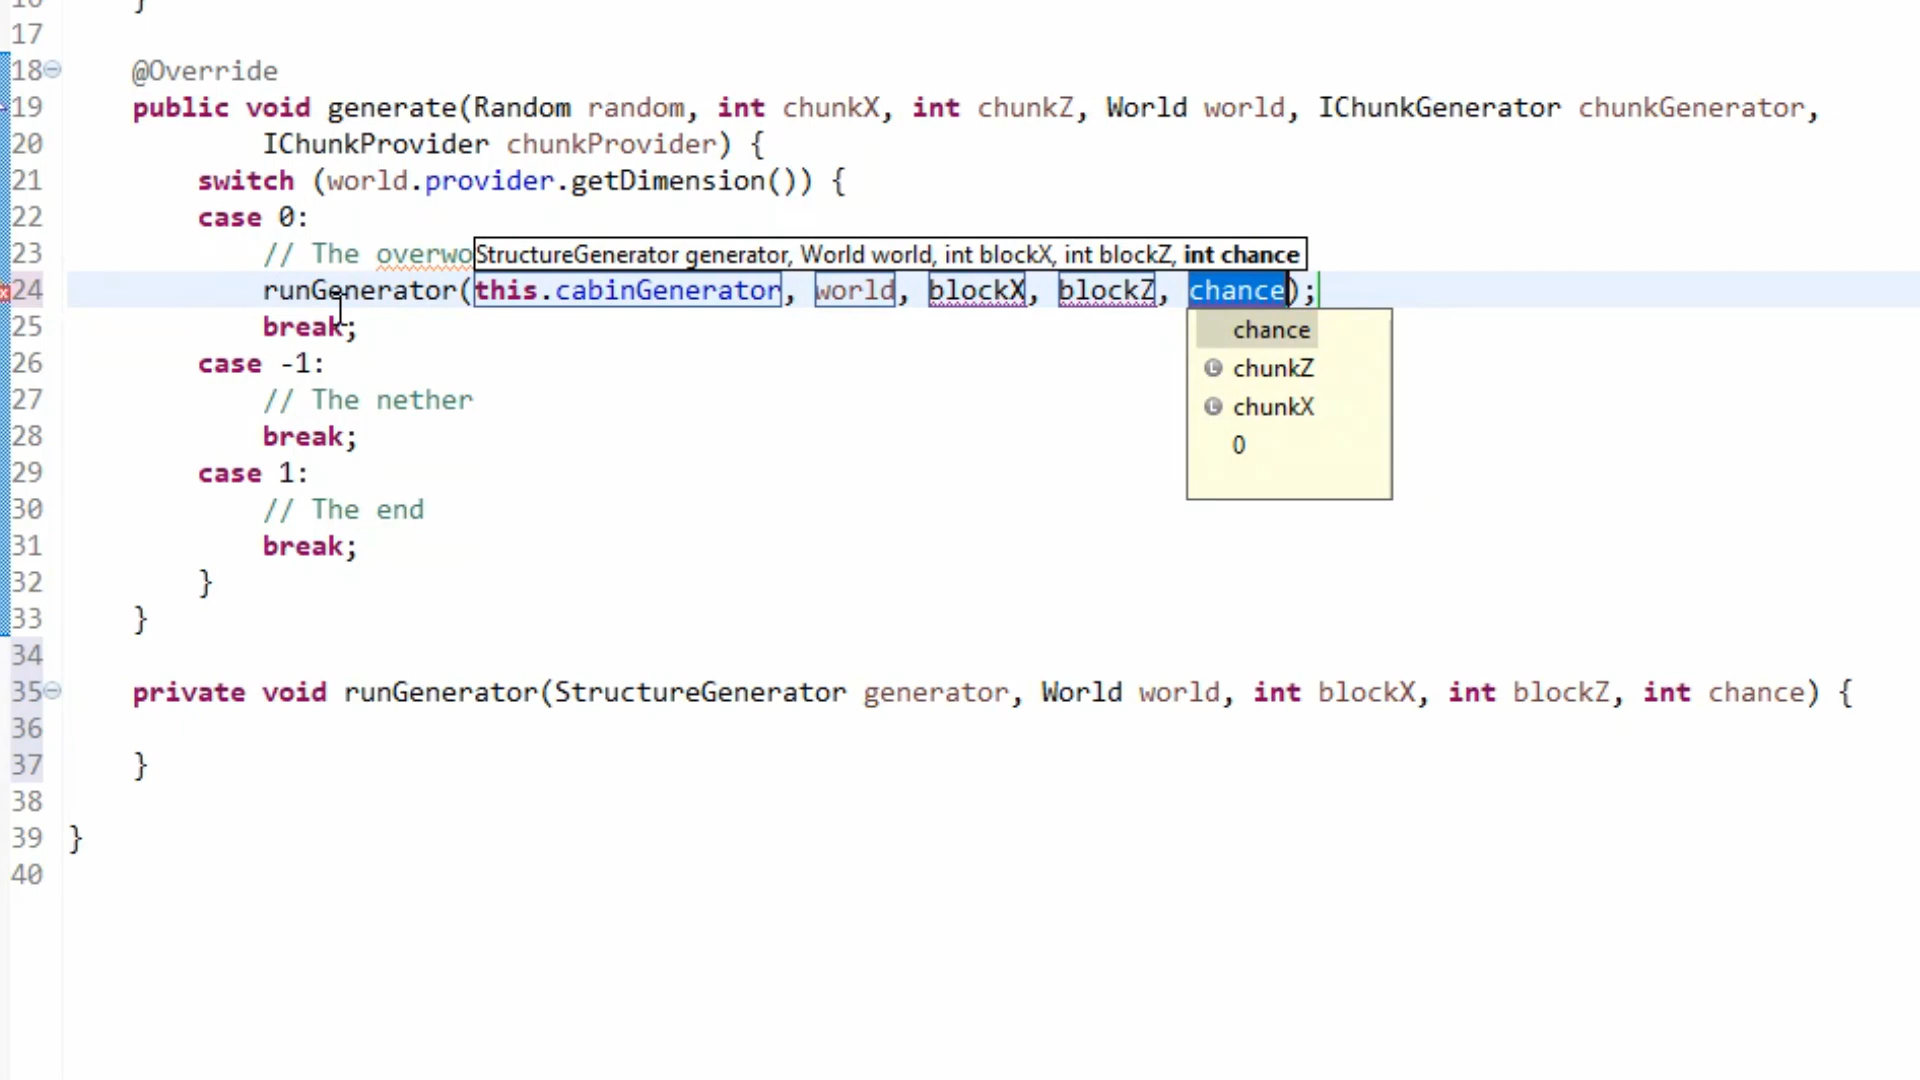 16 }
17
18 @Override
19 public void generate(Random random, int chunkX, int chunkZ, World world, IChunkGenerator chunkGenerator,
20 IChunkProvider chunkProvider) {
21 switch (world.provider.getDimension()) {
22 case 0:
23 // The overwo
StructureGenerator generator, World world, int blockX, int blockZ, int chance
24 runGenerator(this.cabinGenerator, world, blockX, blockZ, chance);
25 break;
chance
26 case -1:
chunkZ
27 // The nether
chunkX
28 break;
0
29 case 1:
30 // The end
31 break;
32 }
33 }
34
35 private void runGenerator(StructureGenerator generator, World world, int blockX, int blockZ, int chance) {
36
37 }
38
39 }
40